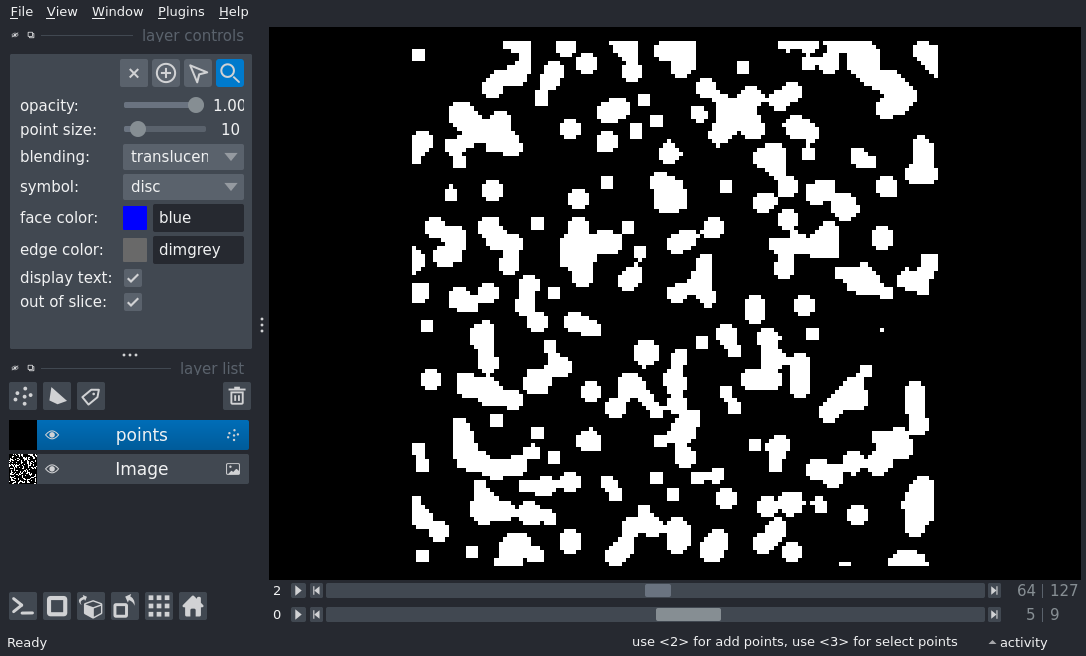 File View Window Plugins Help
layer controls
opacity: 1.00
point size: 10
blending: translucen
symbol: disc
face color: blue
edge color: dimgrey
display text:
out of slice:
layer list
points
Image
2 64 127
0 5 9
Ready use <2> for add points, use <3> for select points activity